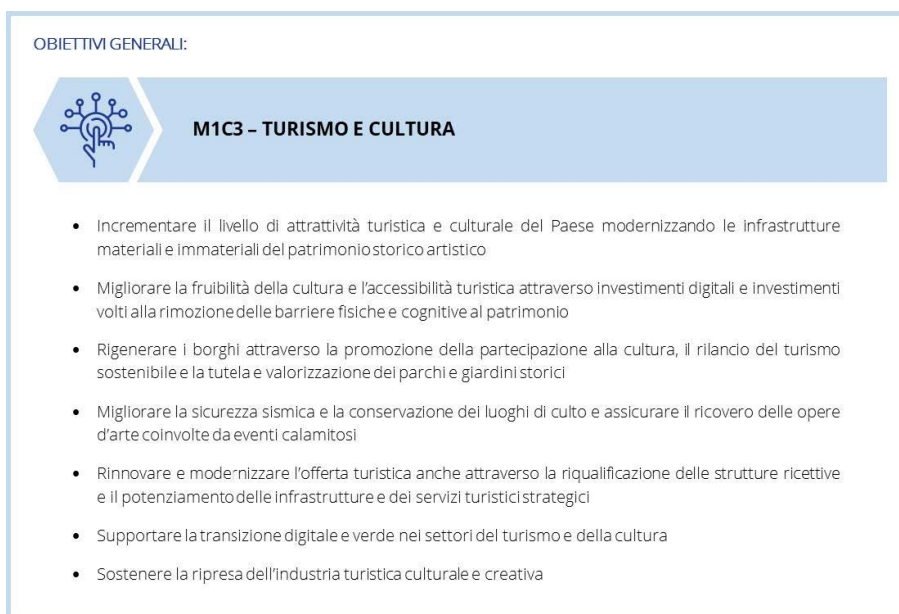 OBIETTIVI GENERALI:
M1C3 – TURISMO E CULTURA
• Incrementare il livello di attrattività turistica e culturale del Paese modernizzando le infrastrutture
materiali e immateriali del patrimonio storico artistico
• Migliorare la fruibilità della cultura e l'accessibilità turistica attraverso investimenti digitali e investimenti
volti alla rimozione delle barriere fisiche e cognitive al patrimonio
• Rigenerare i borghi attraverso la promozione della partecipazione alla cultura, il rilancio del turismo
sostenibile e la tutela e valorizzazione dei parchi e giardini storici
• Migliorare la sicurezza sismica e la conservazione dei luoghi di culto e assicurare il ricovero delle opere
d'arte coinvolte da eventi calamitosi
• Rinnovare e modernizzare l'offerta turistica anche attraverso la riqualificazione delle strutture ricettive
e il potenziamento delle infrastrutture e dei servizi turistici strategici
• Supportare la transizione digitale e verde nei settori del turismo e della cultura
• Sostenere la ripresa dell'industria turistica culturale e creativa